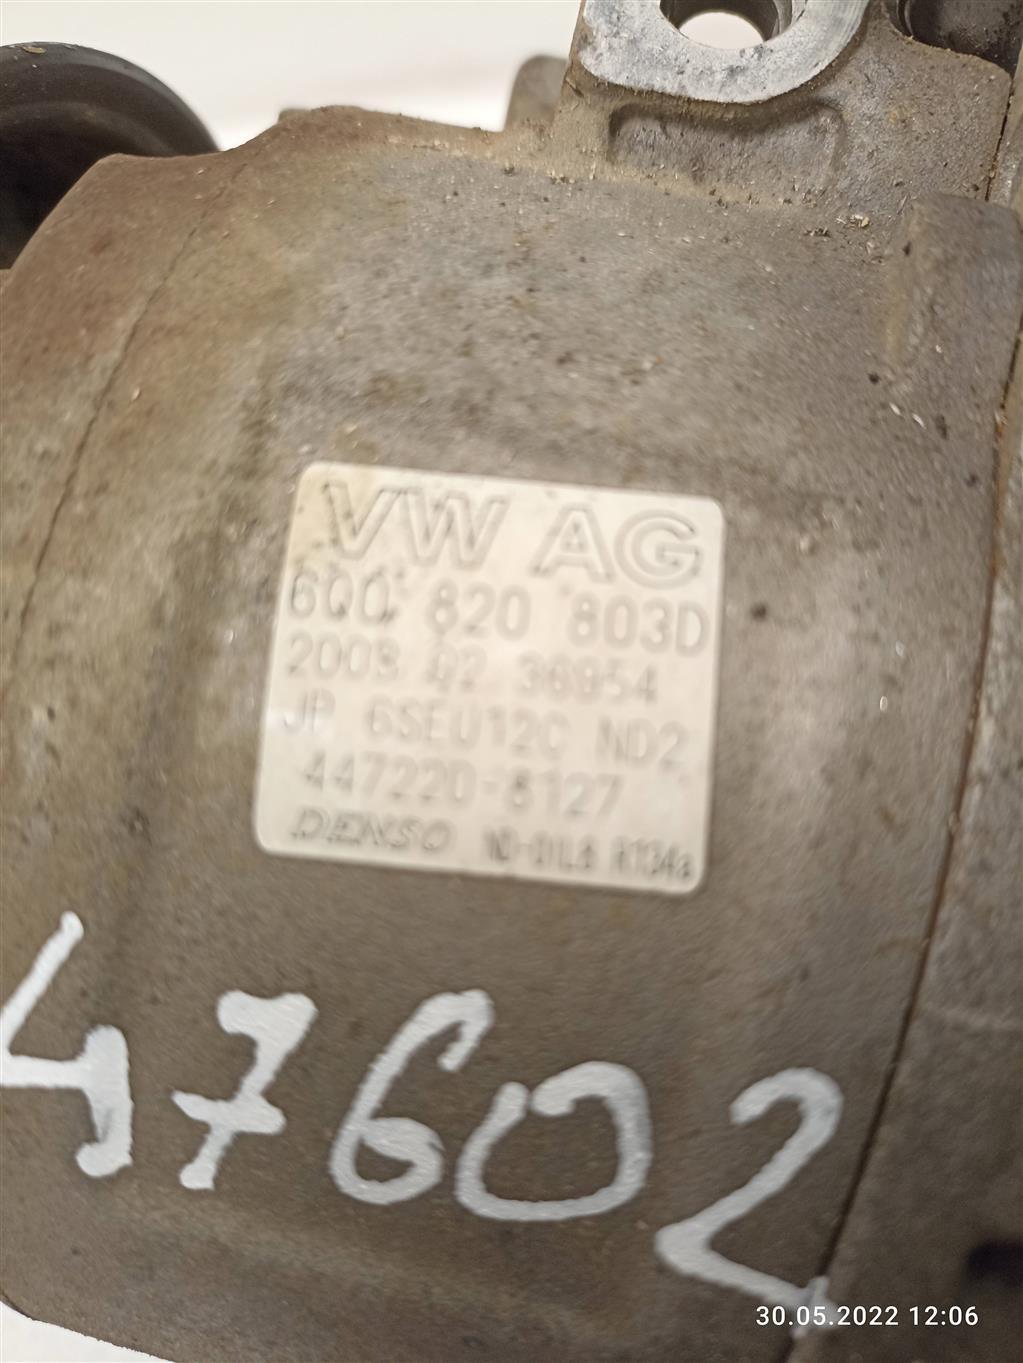 VW AG
6Q0 820 803D
2008 02 36954
JP 6SEU12C ND2
447220-8127
DENSO ND-OIL8 R134a
47602
30.05.2022 12:06